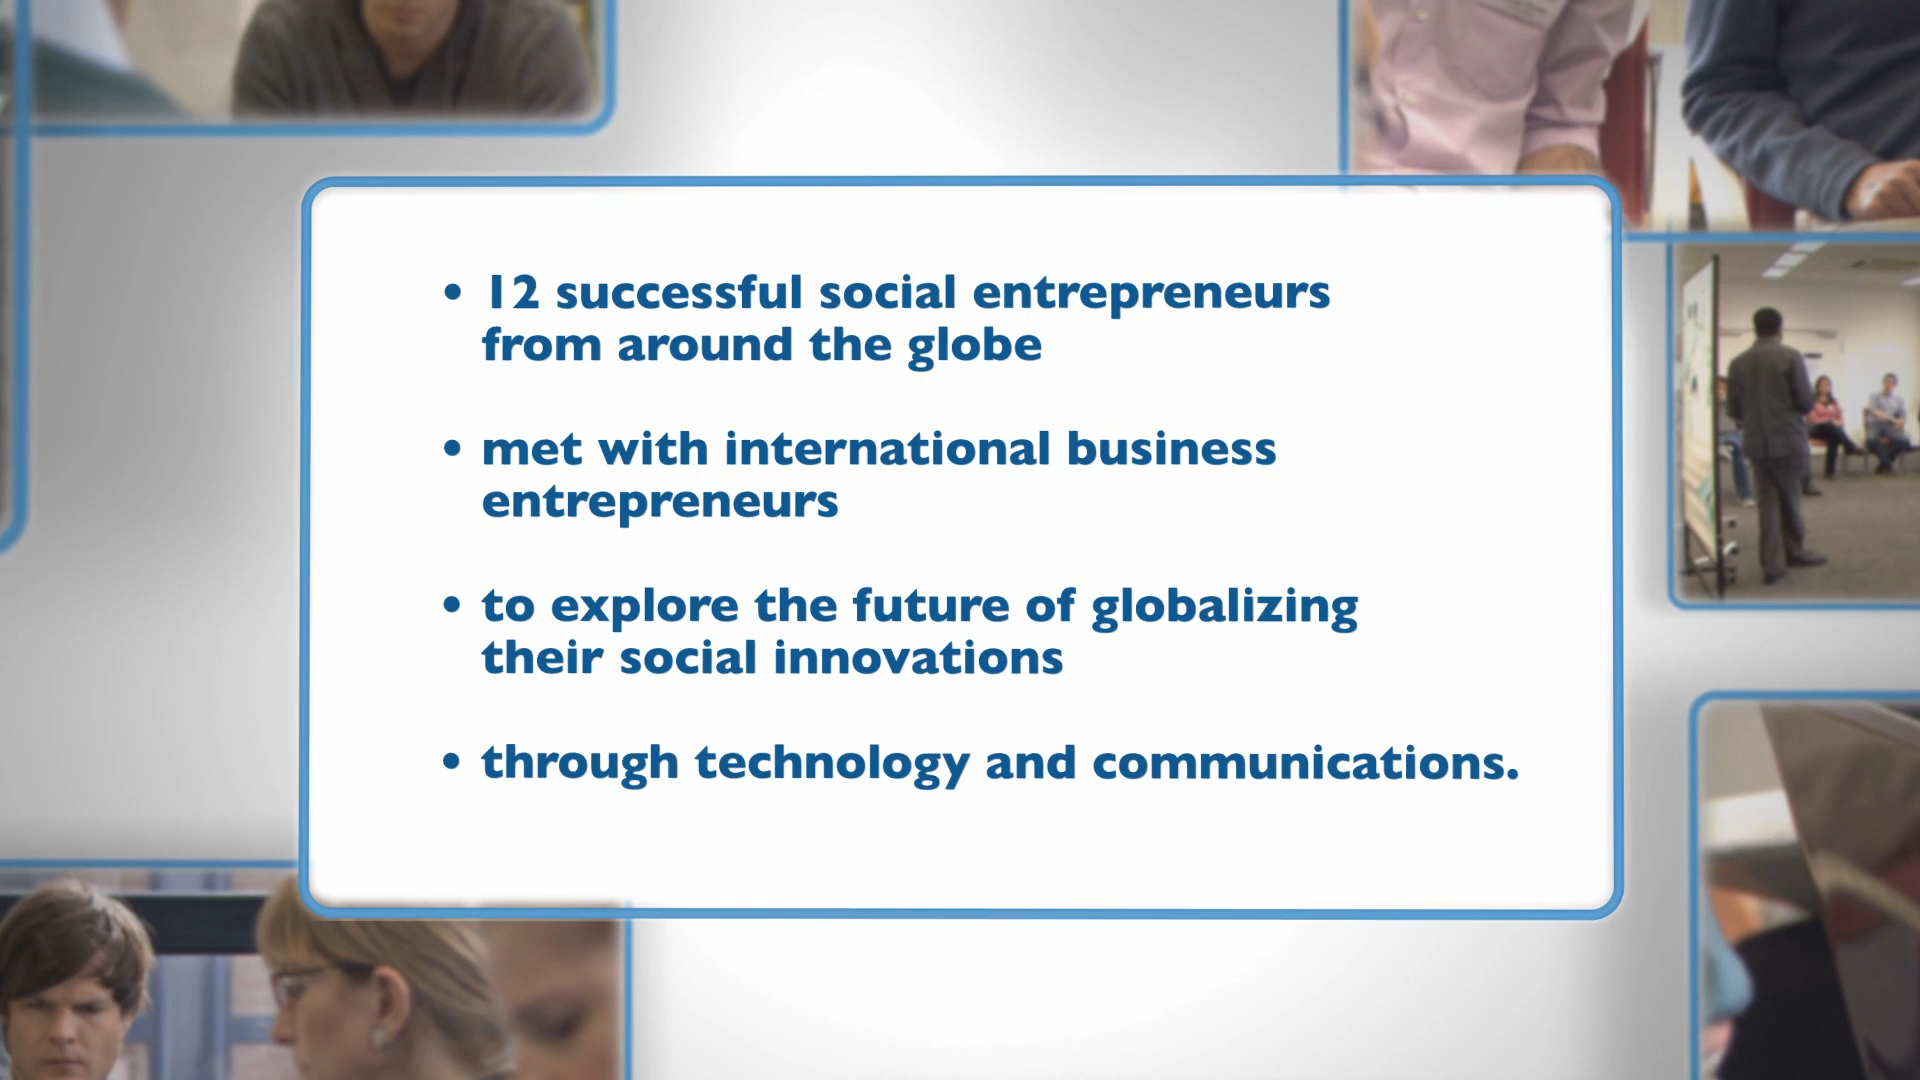 • 12 successful social entrepreneurs
from around the globe
• met with international business
entrepreneurs
• to explore the future of globalizing
their social innovations
• through technology and communications.